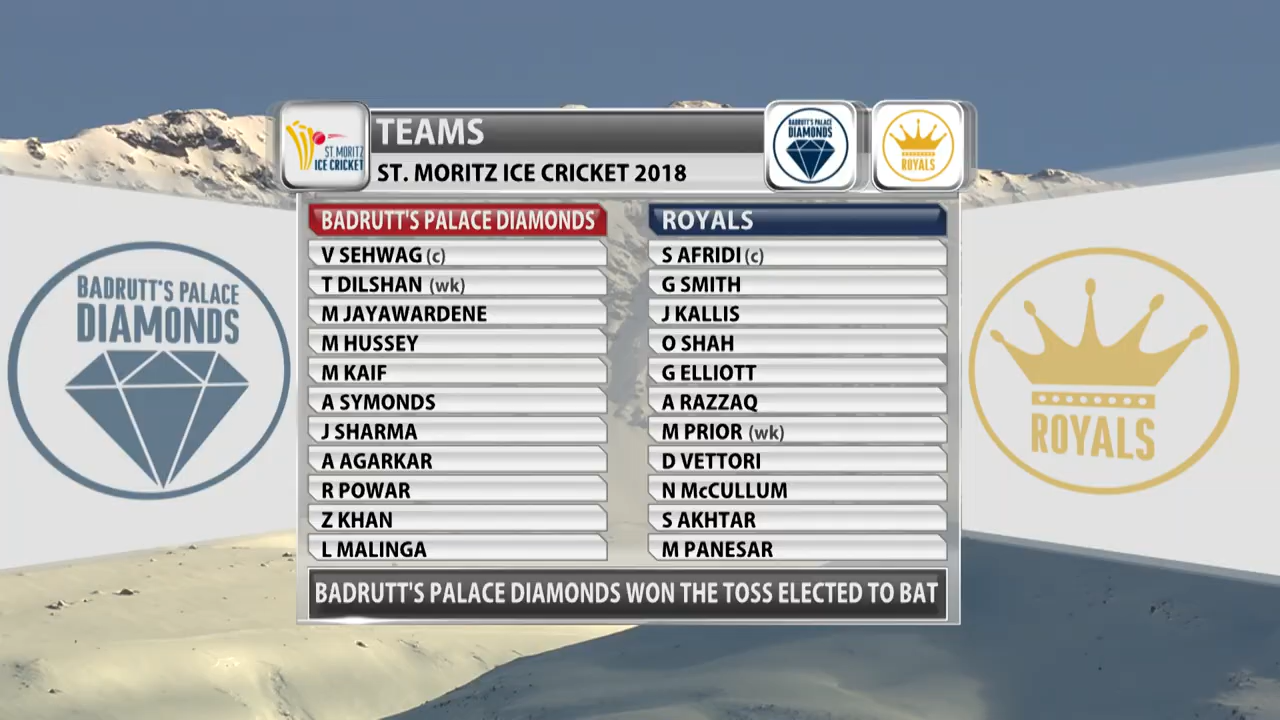 TEAMS
ST. MORITZ ICE CRICKET 2018
ST. MORITZ
ICE CRICKET
BADRUTT'S PALACE
DIAMONDS
ROYALS
BADRUTT'S PALACE DIAMONDS
V SEHWAG (c)
T DILSHAN (wk)
M JAYAWARDENE
M HUSSEY
M KAIF
A SYMONDS
J SHARMA
A AGARKAR
R POWAR
Z KHAN
L MALINGA
ROYALS
S AFRIDI (c)
G SMITH
J KALLIS
O SHAH
G ELLIOTT
A RAZZAQ
M PRIOR (wk)
D VETTORI
N McCULLUM
S AKHTAR
M PANESAR
BADRUTT'S PALACE DIAMONDS WON THE TOSS ELECTED TO BAT
BADRUTT'S PALACE
DIAMONDS
ROYALS